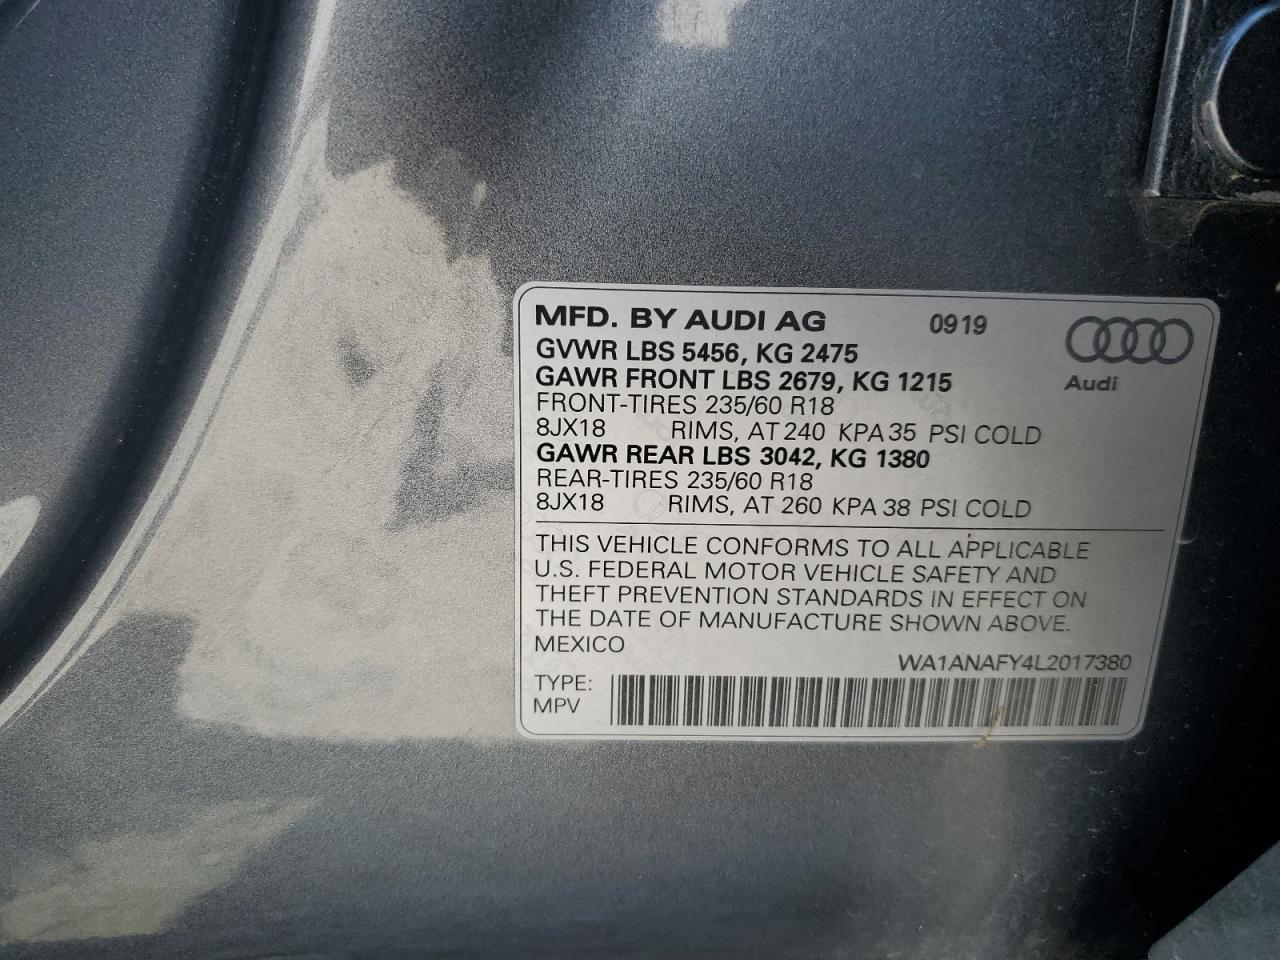 MFD. BY AUDI AG 0919
GVWR LBS 5456, KG 2475
GAWR FRONT LBS 2679, KG 1215
Audi
FRONT-TIRES 235/60 R18
8JX18 RIMS, AT 240 KPA 35 PSI COLD
GAWR REAR LBS 3042, KG 1380
REAR-TIRES 235/60 R18
8JX18 RIMS, AT 260 KPA 38 PSI COLD
THIS VEHICLE CONFORMS TO ALL APPLICABLE
U.S. FEDERAL MOTOR VEHICLE SAFETY AND
THEFT PREVENTION STANDARDS IN EFFECT ON
THE DATE OF MANUFACTURE SHOWN ABOVE.
MEXICO
WA1ANAFY4L2017380
TYPE:
MPV